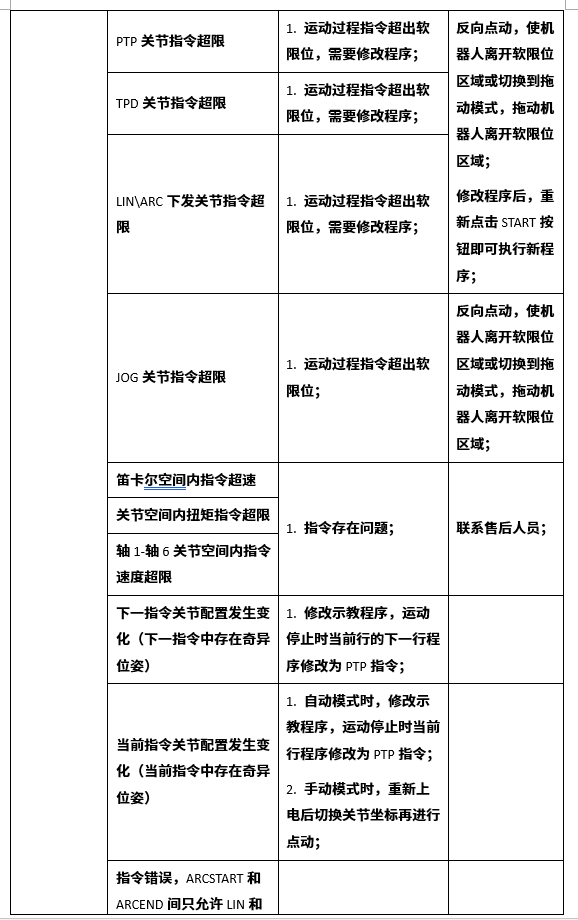 PTP 关节指令超限
1. 运动过程指令超出软
限位，需要修改程序；
反向点动，使机
器人离开软限位
区域或切换到拖
动模式，拖动机
器人离开软限位
区域；
修改程序后，重
新点击 START 按
钮即可执行新程
序；
TPD 关节指令超限
1. 运动过程指令超出软
限位，需要修改程序；
LIN\ARC 下发关节指令超
限
1. 运动过程指令超出软
限位，需要修改程序；
JOG 关节指令超限
1. 运动过程指令超出软
限位；
反向点动，使机
器人离开软限位
区域或切换到拖
动模式，拖动机
器人离开软限位
区域；
笛卡尔空间内指令超速
关节空间内扭矩指令超限
轴 1-轴 6 关节空间内指令
速度超限
1. 指令存在问题；
联系售后人员；
下一指令关节配置发生变
化（下一指令中存在奇异
位姿）
1. 修改示教程序，运动
停止时当前行的下一行程
序修改为 PTP 指令；
当前指令关节配置发生变
化（当前指令中存在奇异
位姿）
1. 自动模式时，修改示
教程序，运动停止时当前
行程序修改为 PTP 指令；
2. 手动模式时，重新上
电后切换关节坐标再进行
点动；
指令错误，ARCSTART 和
ARCEND 间只允许 LIN 和